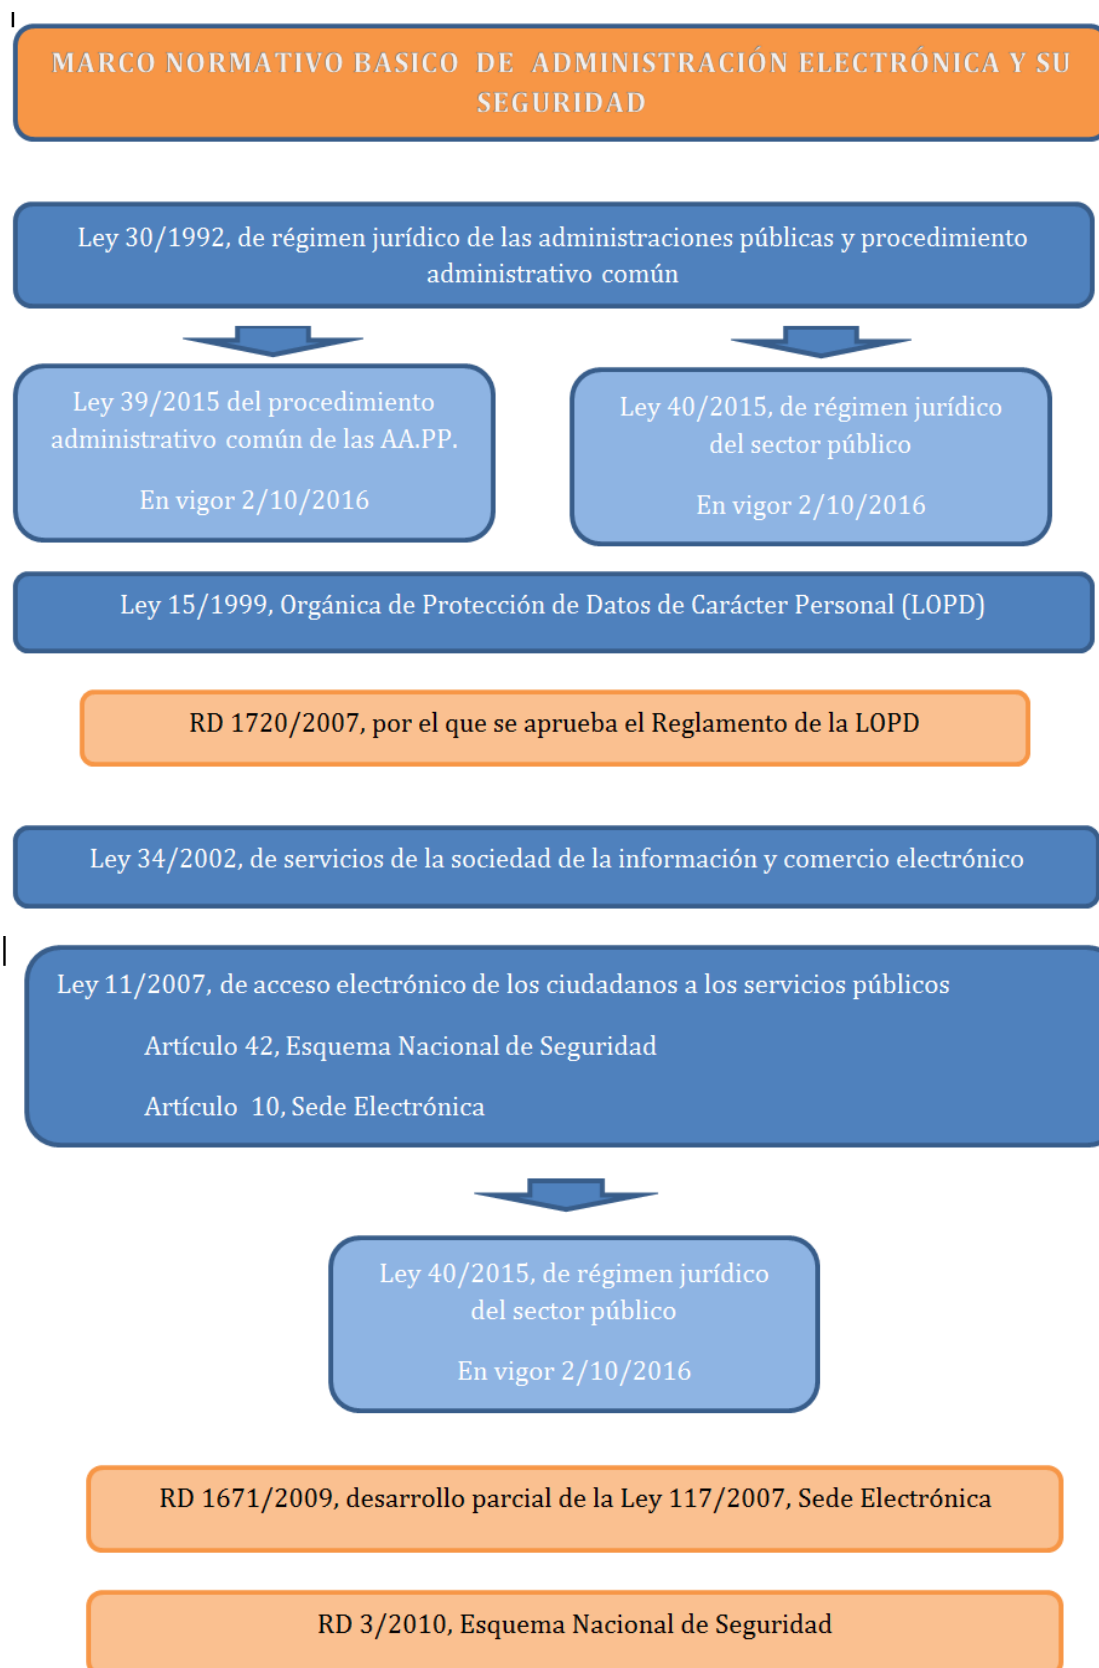 MARCO NORMATIVO BASICO DE ADMINISTRACIÓN ELECTRÓNICA Y SU
SEGURIDAD
Ley 30/1992, de régimen jurídico de las administraciones públicas y procedimiento
administrativo común
Ley 39/2015 del procedimiento
administrativo común de las AA.PP.
En vigor 2/10/2016
Ley 40/2015, de régimen jurídico
del sector público
En vigor 2/10/2016
Ley 15/1999, Orgánica de Protección de Datos de Carácter Personal (LOPD)
RD 1720/2007, por el que se aprueba el Reglamento de la LOPD
Ley 34/2002, de servicios de la sociedad de la información y comercio electrónico
Ley 11/2007, de acceso electrónico de los ciudadanos a los servicios públicos
Artículo 42, Esquema Nacional de Seguridad
Artículo 10, Sede Electrónica
Ley 40/2015, de régimen jurídico
del sector público
En vigor 2/10/2016
RD 1671/2009, desarrollo parcial de la Ley 117/2007, Sede Electrónica
RD 3/2010, Esquema Nacional de Seguridad